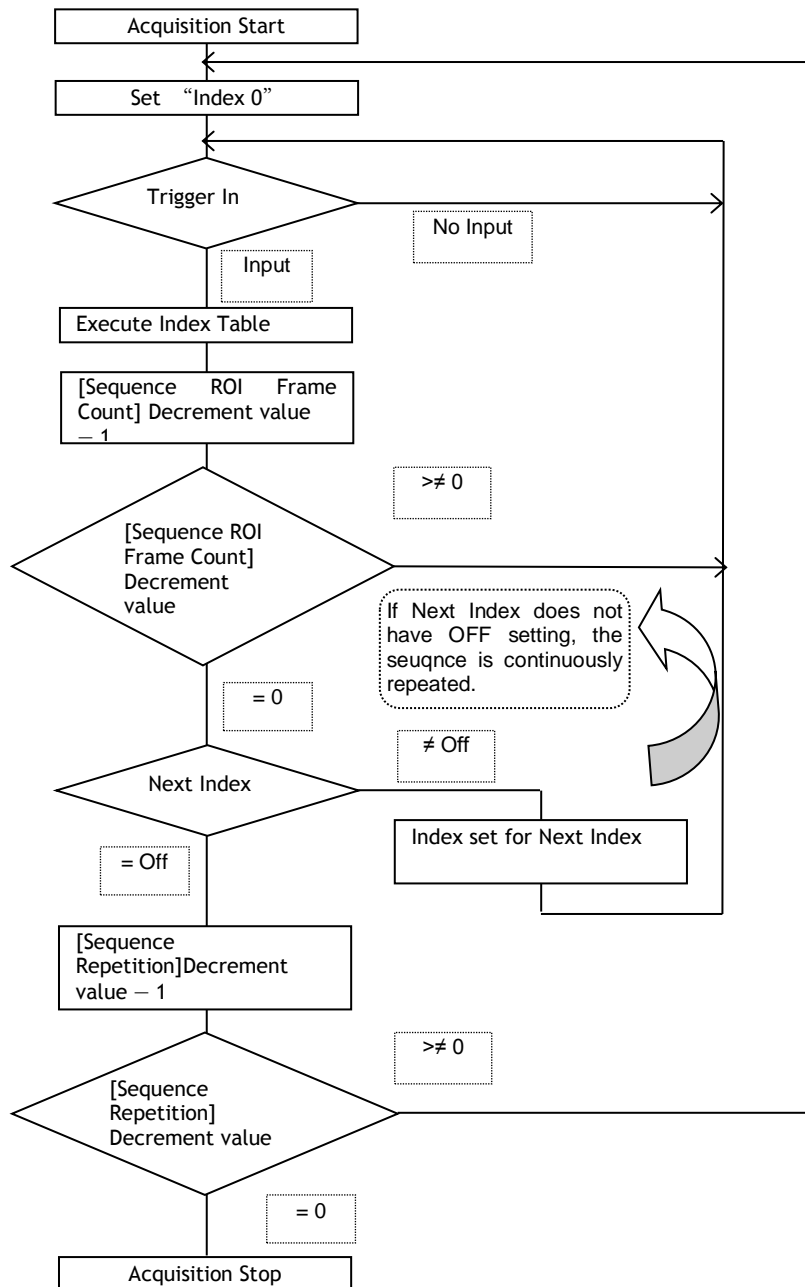 Acquisition Start
Set “Index 0”
Trigger In
No Input
Input
Execute Index Table
[Sequence ROI Frame
Count] Decrement value
－1
>≠ 0
[Sequence ROI
Frame Count]
Decrement
value
If Next Index does not
have OFF setting, the
seuqnce is continuously
repeated.
= 0
≠ Off
Next Index
Index set for Next Index
= Off
[Sequence
Repetition]Decrement
value－1
>≠ 0
[Sequence
Repetition]
Decrement value
= 0
Acquisition Stop